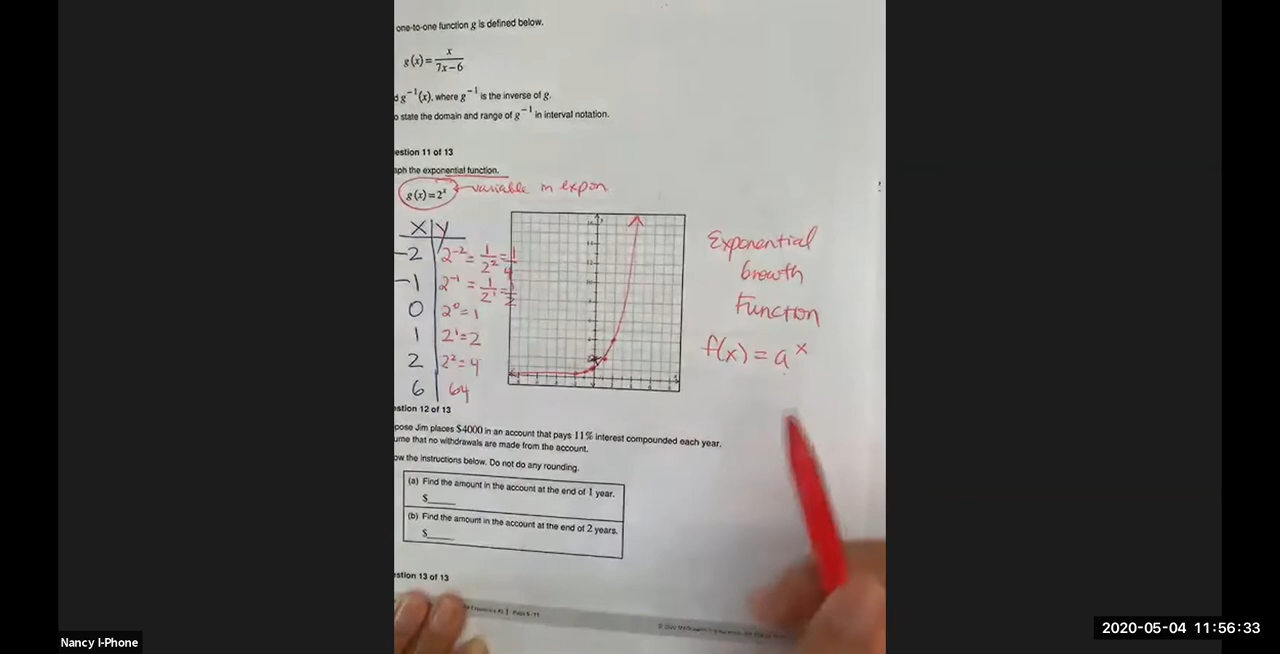 one-to-one function g is defined below.
g(x) = x / 7x − 6
d g⁻¹(x), where g⁻¹ is the inverse of g.
o state the domain and range of g⁻¹ in interval notation.
estion 11 of 13
aph the exponential function.
g(x) = 2ˣ variable in expon
X Y
−2 2⁻² = 1/2² = 1/4
−1 2⁻¹ = 1/2¹ = 1/2
0 2⁰ = 1
1 2¹ = 2
2 2² = 4
6 64
Exponential
Growth
Function
f(x) = aˣ
estion 12 of 13
pose Jim places $4000 in an account that pays 11% interest compounded each year.
ume that no withdrawals are made from the account.
ow the instructions below. Do not do any rounding.
(a) Find the amount in the account at the end of 1 year.
$
(b) Find the amount in the account at the end of 2 years.
$
estion 13 of 13
Nancy I-Phone
2020-05-04 11:56:33